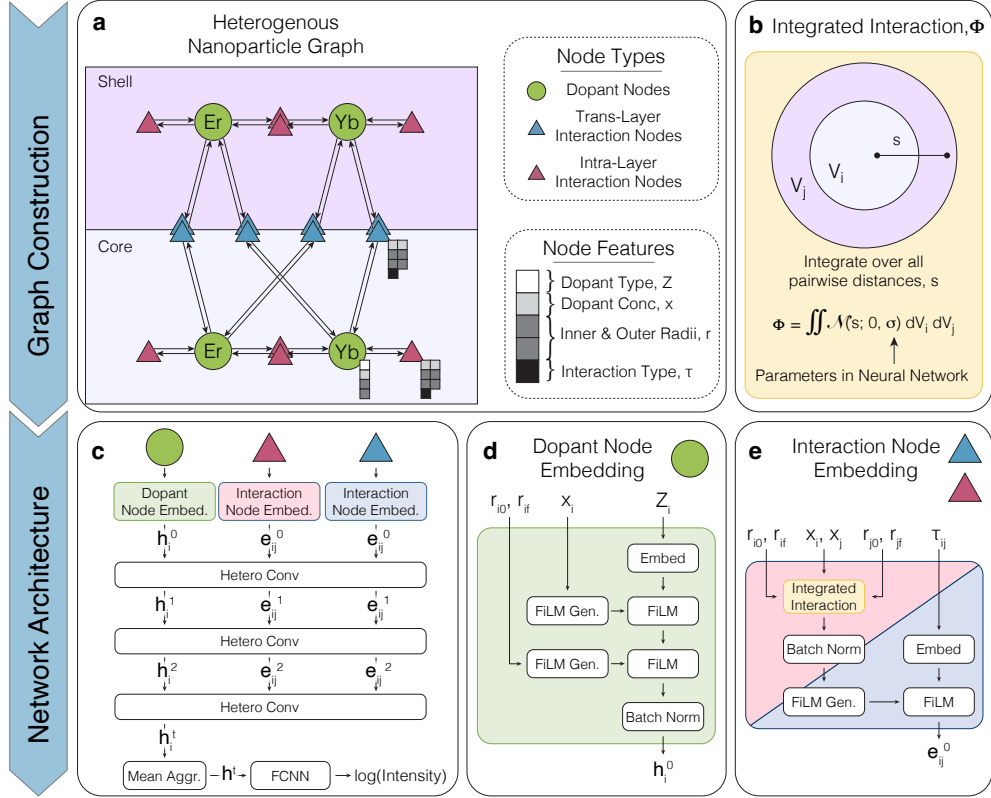 Graph Construction
Network Architecture
a
Heterogenous
Nanoparticle Graph
Shell
Er
Yb
Core
Er
Yb
Node Types
Dopant Nodes
Trans-Layer
Interaction Nodes
Intra-Layer
Interaction Nodes
Node Features
Dopant Type, Z
Dopant Conc, x
Inner & Outer Radii, r
Interaction Type, τ
b Integrated Interaction,Φ
s
V_i
V_j
Integrate over all
pairwise distances, s
Φ = ∬ 𝒩(s; 0, σ) dV_i dV_j
Parameters in Neural Network
c
Dopant
Node Embed.
Interaction
Node Embed.
Interaction
Node Embed.
h_i^0 e_ij^0 e_ij^0
Hetero Conv
h_i^1 e_ij^1 e_ij^1
Hetero Conv
h_i^2 e_ij^2 e_ij^2
Hetero Conv
h_i^t
Mean Aggr. h^t FCNN log(Intensity)
d Dopant Node
Embedding
r_i0, r_if x_i Z_i
Embed
FiLM Gen. FiLM
FiLM Gen. FiLM
Batch Norm
h_i^0
e Interaction Node
Embedding
r_i0, r_if x_i, x_j r_j0, r_jf τ_ij
Integrated
Interaction
Batch Norm Embed
FiLM Gen. FiLM
e_ij^0